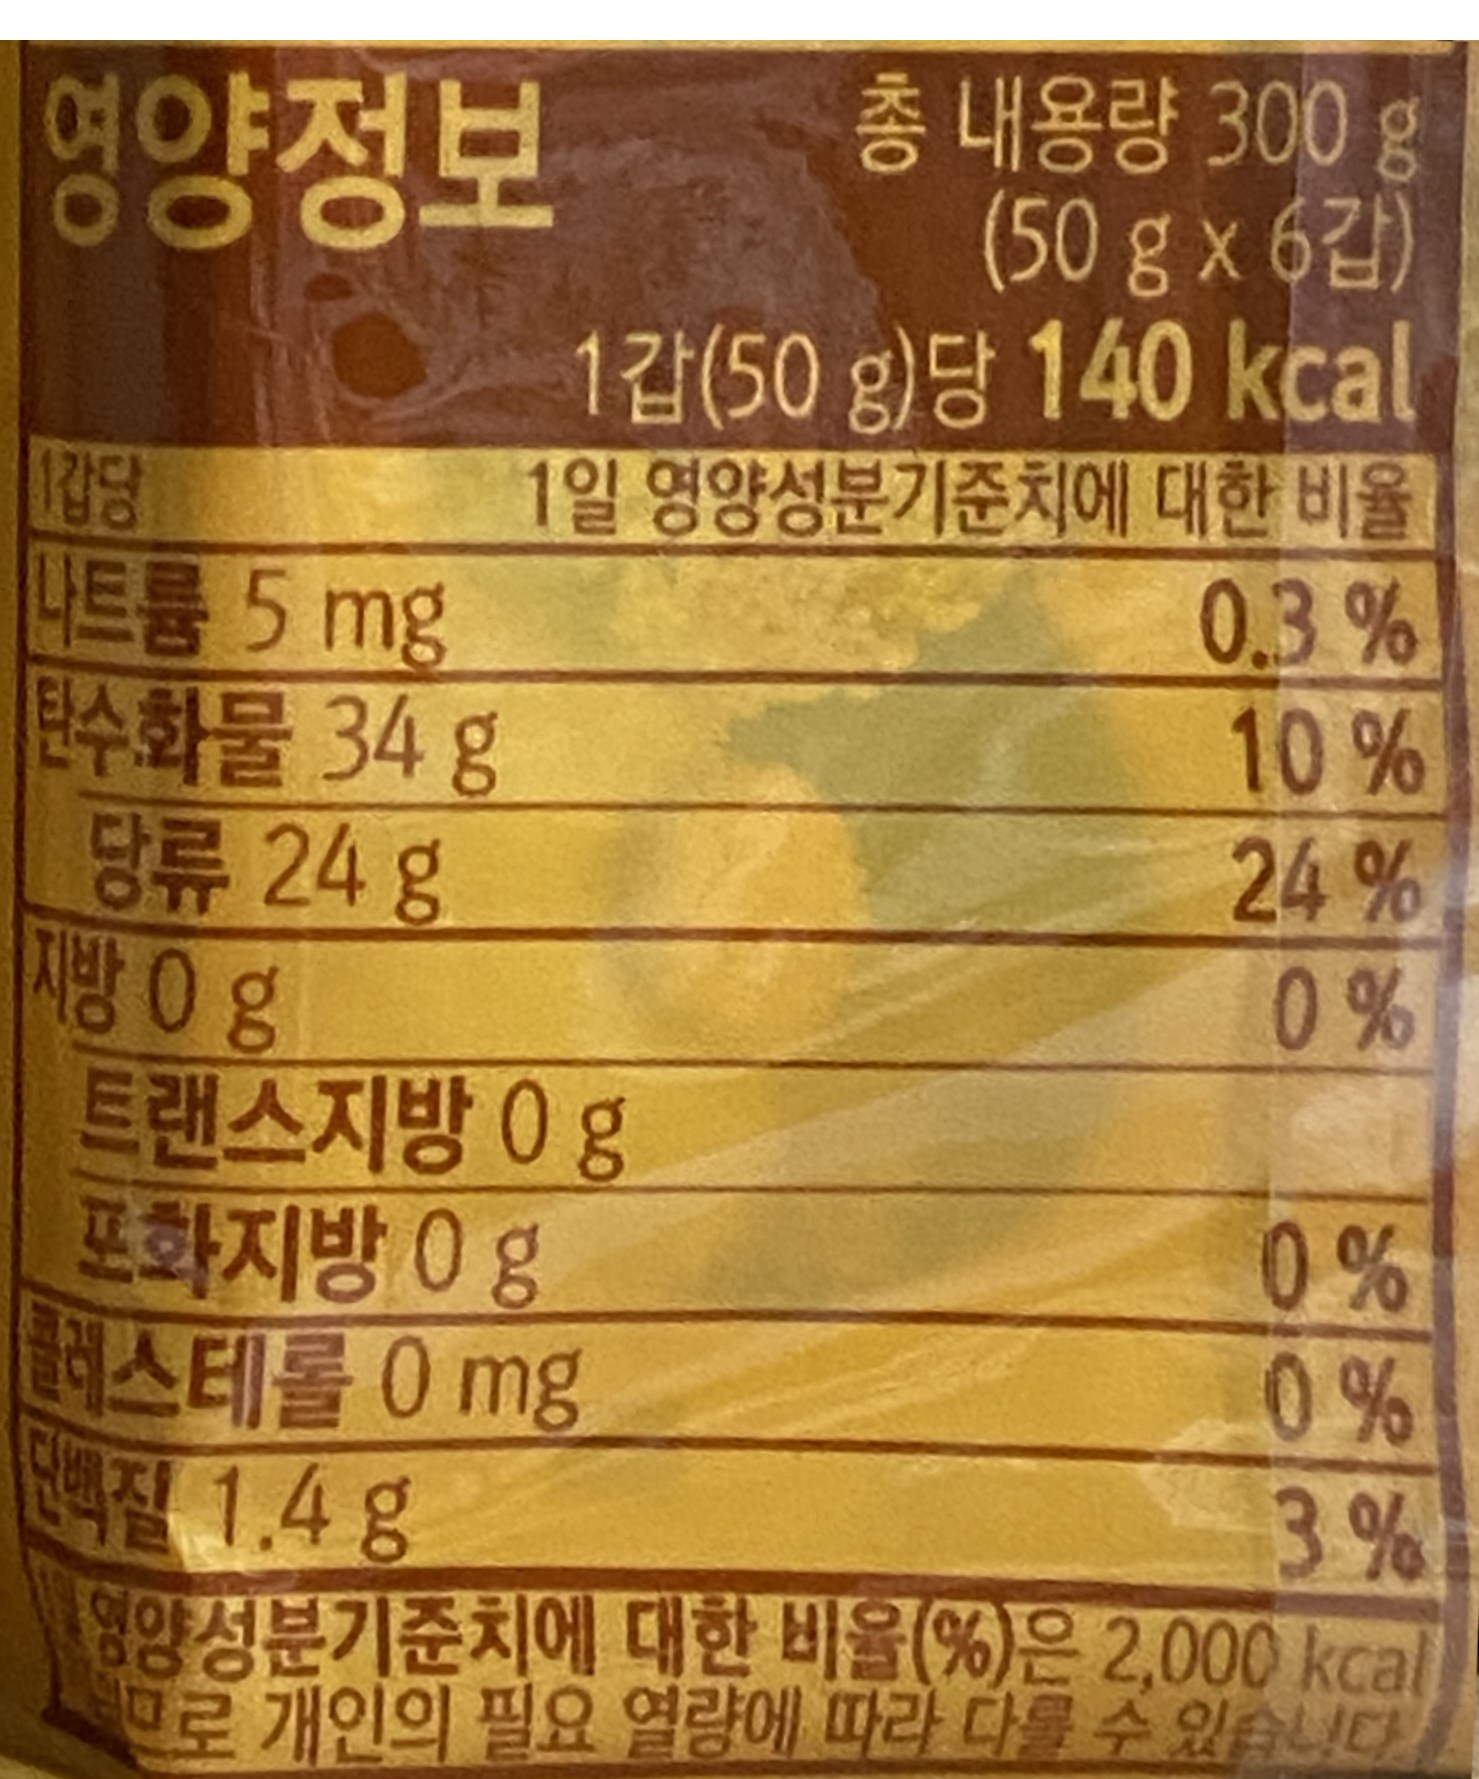 영양정보
총 내용량 300 g
(50 g x 6갑)
1갑(50 g)당 140 kcal
1갑당 1일 영양성분기준치에 대한 비율
나트륨 5 mg 0.3 %
탄수화물 34 g 10 %
당류 24 g 24 %
지방 0 g 0 %
트랜스지방 0 g
포화지방 0 g 0 %
콜레스테롤 0 mg 0 %
단백질 1.4 g 3 %
영양성분기준치에 대한 비율(%)은 2,000 kcal
개인의 필요 열량에 따라 다를 수 있습니다.